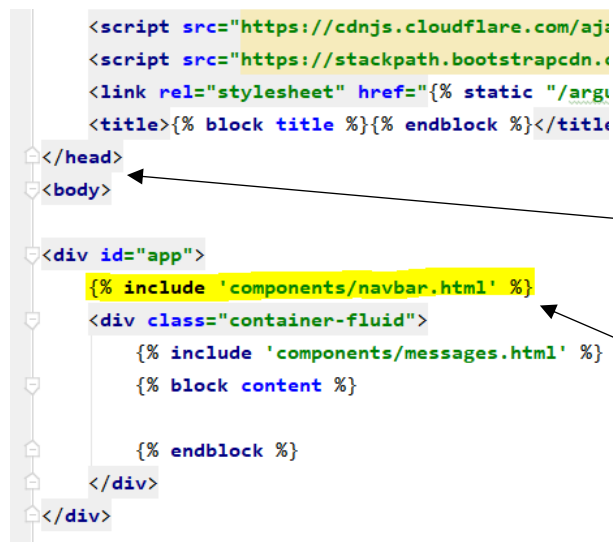 <script src="https://cdnjs.cloudflare.com/aja
<script src="https://stackpath.bootstrapcdn.c
<link rel="stylesheet" href="{% static "/argu
<title>{% block title %}{% endblock %}</title
</head>
<body>
<div id="app">
{% include 'components/navbar.html' %}
<div class="container-fluid">
{% include 'components/messages.html' %}
{% block content %}
{% endblock %}
</div>
</div>